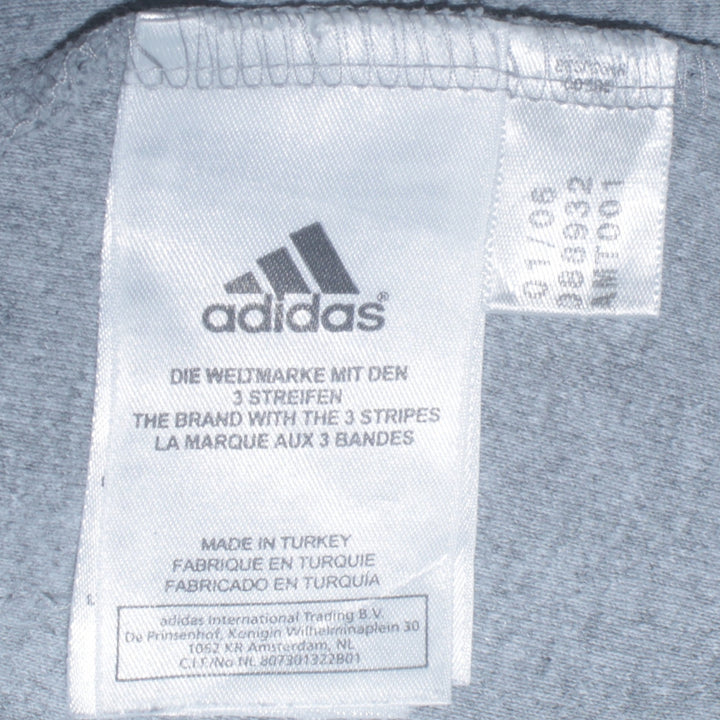 adidas®
DIE WELTMARKE MIT DEN
3 STREIFEN
THE BRAND WITH THE 3 STRIPES
LA MARQUE AUX 3 BANDES
MADE IN TURKEY
FABRIQUE EN TURQUIE
FABRICADO EN TURQUÍA
adidas International Trading B.V.
De Prinsenhof, Konigin Wilhelminaplein 30
1062 KR Amsterdam, NL
C.I.F./No NL 807301322B01
01/06
088932
AMT001